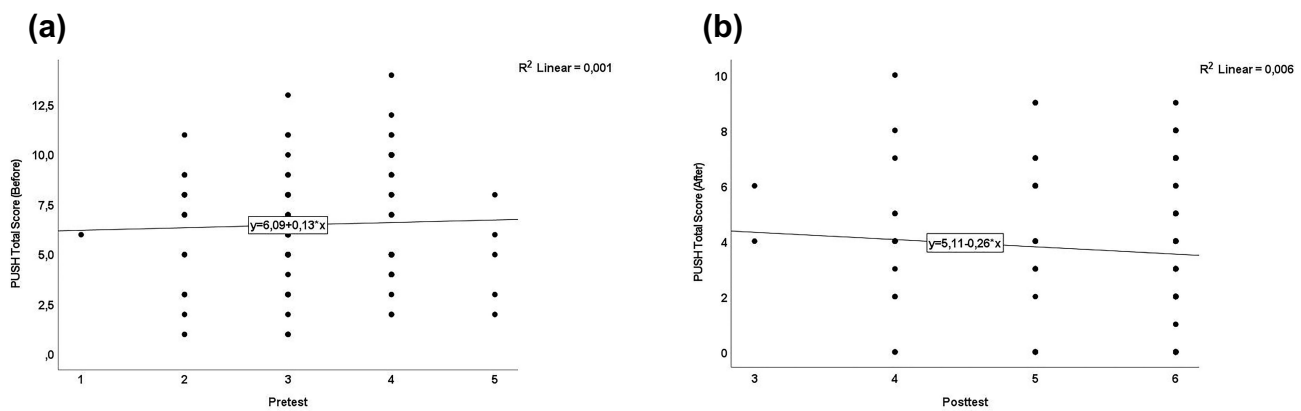 (a)
R² Linear = 0,001
PUSH Total Score (Before)
12,5
10,0
7,5
5,0
2,5
,0
y=6,09+0,13*x
1 2 3 4 5
Pretest
(b)
R² Linear = 0,006
PUSH Total Score (After)
10
8
6
4
2
0
y=5,11-0,26*x
3 4 5 6
Posttest